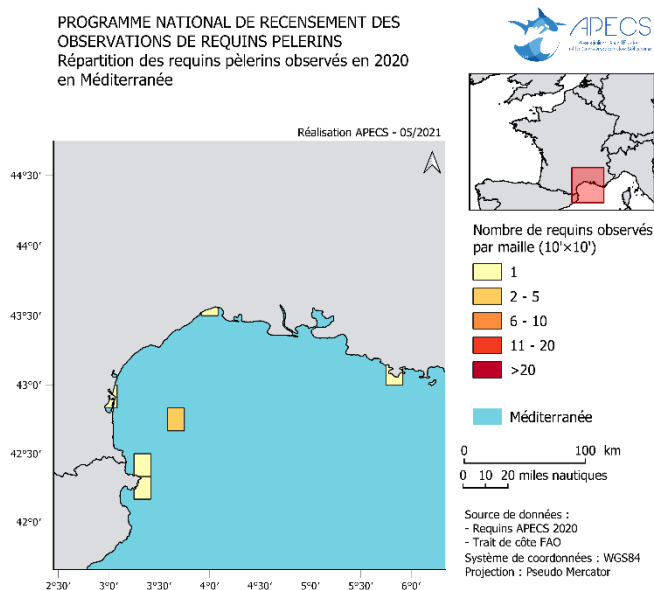 PROGRAMME NATIONAL DE RECENSEMENT DES
OBSERVATIONS DE REQUINS PELERINS
Répartition des requins pèlerins observés en 2020
en Méditerranée
APECS
Réalisation APECS - 05/2021
44°30'
44°0'
43°30'
43°0'
42°30'
42°0'
2°30'
3°0'
3°30'
4°0'
4°30'
5°0'
5°30'
6°0'
Nombre de requins observés
par maille (10'×10')
1
2 - 5
6 - 10
11 - 20
>20
Méditerranée
0 100 km
0 10 20 miles nautiques
Source de données :
- Requins APECS 2020
- Trait de côte FAO
Système de coordonnées : WGS84
Projection : Pseudo Mercator